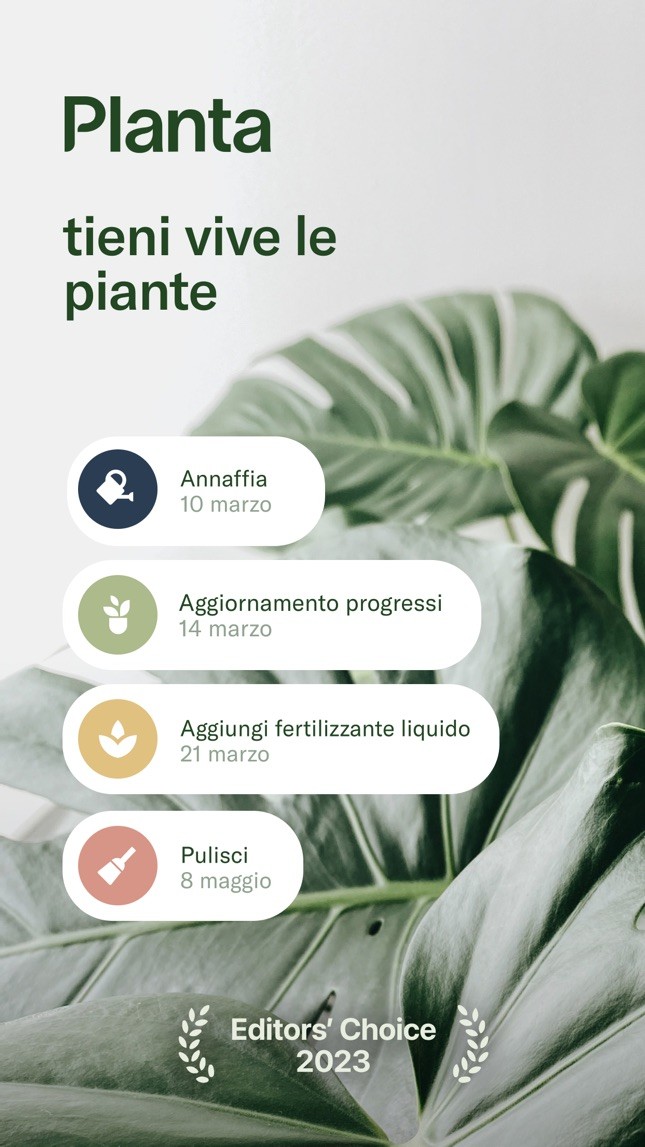 Planta
tieni vive le
piante
Annaffia
10 marzo
Aggiornamento progressi
14 marzo
Aggiungi fertilizzante liquido
21 marzo
Pulisci
8 maggio
Editors’ Choice
2023